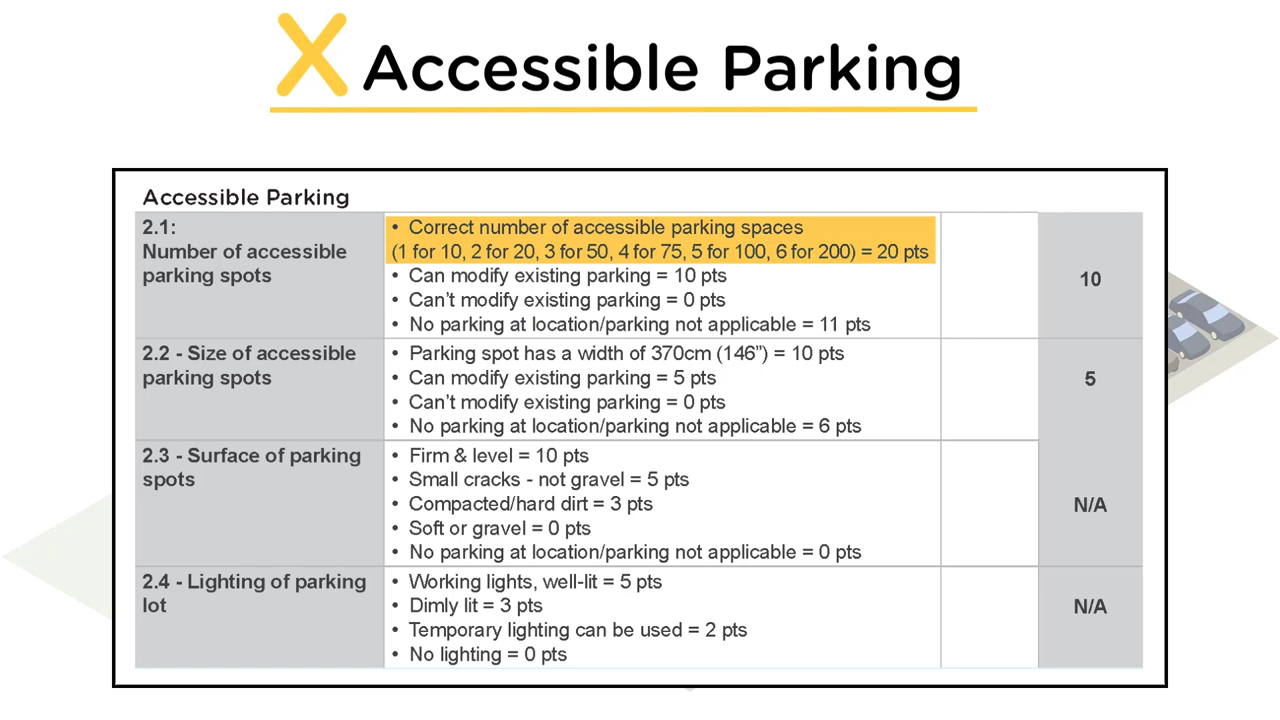 X Accessible Parking
Accessible Parking
2.1:
Number of accessible
parking spots
• Correct number of accessible parking spaces
(1 for 10, 2 for 20, 3 for 50, 4 for 75, 5 for 100, 6 for 200) = 20 pts
• Can modify existing parking = 10 pts
• Can’t modify existing parking = 0 pts
• No parking at location/parking not applicable = 11 pts
10
2.2 - Size of accessible
parking spots
• Parking spot has a width of 370cm (146”) = 10 pts
• Can modify existing parking = 5 pts
• Can’t modify existing parking = 0 pts
• No parking at location/parking not applicable = 6 pts
5
2.3 - Surface of parking
spots
• Firm & level = 10 pts
• Small cracks - not gravel = 5 pts
• Compacted/hard dirt = 3 pts
• Soft or gravel = 0 pts
• No parking at location/parking not applicable = 0 pts
N/A
2.4 - Lighting of parking
lot
• Working lights, well-lit = 5 pts
• Dimly lit = 3 pts
• Temporary lighting can be used = 2 pts
• No lighting = 0 pts
N/A